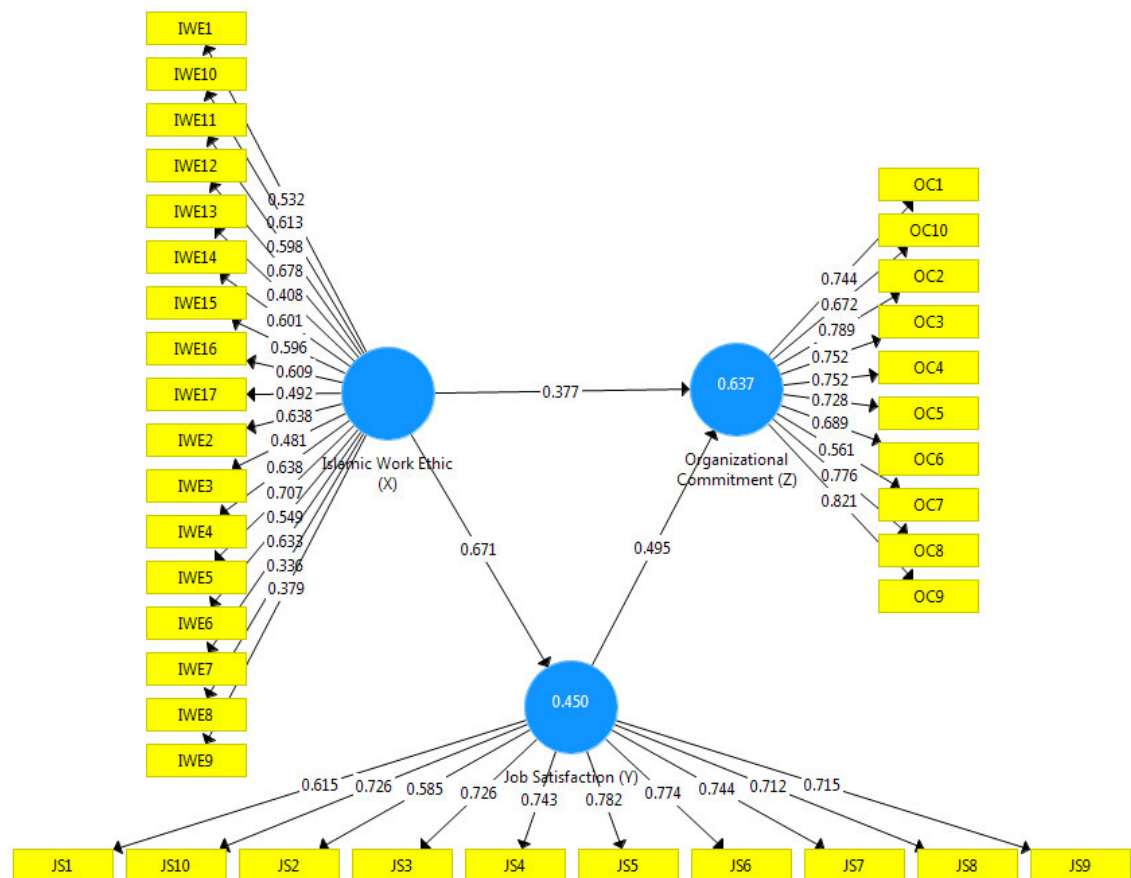 IWE1
IWE10
IWE11
IWE12
IWE13
IWE14
IWE15
IWE16
IWE17
IWE2
IWE3
IWE4
IWE5
IWE6
IWE7
IWE8
IWE9
0.532
0.613
0.598
0.678
0.408
0.601
0.596
0.609
0.492
0.638
0.481
0.638
0.707
0.549
0.633
0.336
0.379
Islamic Work Ethic
(X)
0.377
0.671
0.495
0.637
Organizational
Commitment (Z)
0.744
0.672
0.789
0.752
0.752
0.728
0.689
0.561
0.776
0.821
OC1
OC10
OC2
OC3
OC4
OC5
OC6
OC7
OC8
OC9
0.450
Job Satisfaction (Y)
0.615
0.726
0.585
0.726
0.743
0.782
0.774
0.744
0.712
0.715
JS1
JS10
JS2
JS3
JS4
JS5
JS6
JS7
JS8
JS9